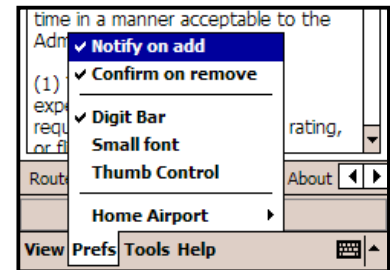 time in a manner acceptable to the
Adm
Notify on add
Confirm on remove
(1)
expe
requ
rating,
or fl
Digit Bar
Small font
Thumb Control
Route
About
Home Airport
View Prefs Tools Help